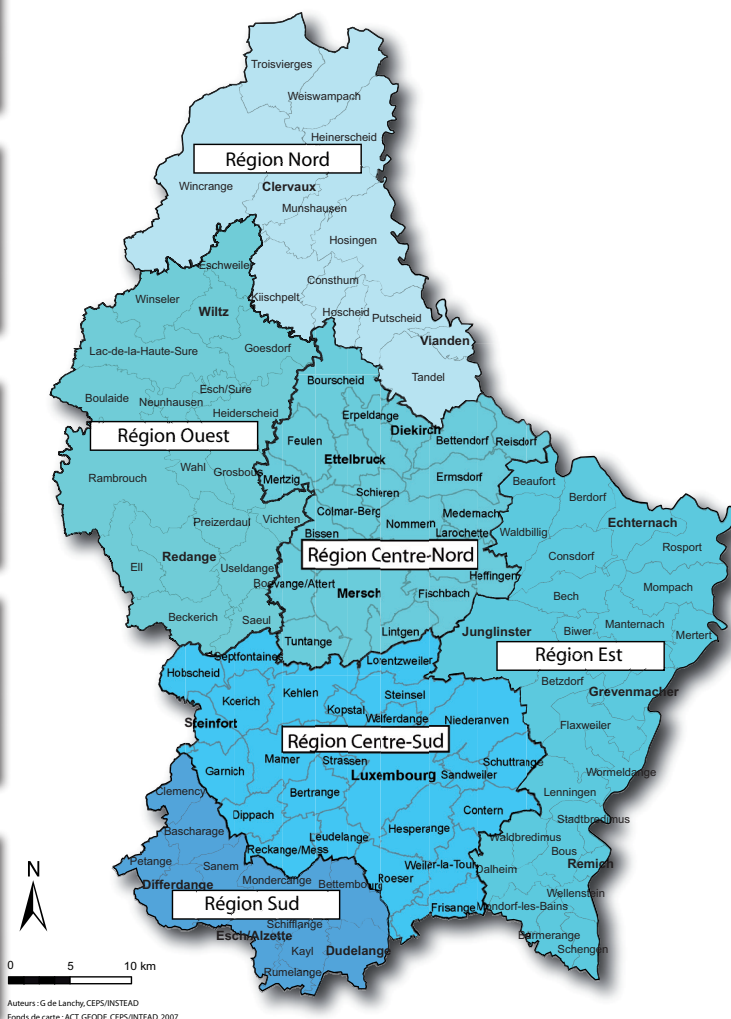 Troisvierges
Weiswampach
Heinerscheid
Région Nord
Wincrange
Clervaux
Munshausen
Hosingen
Eschweiler
Consthum
Kiischpelt
Winseler
Wiltz
Hoscheid
Putscheid
Vianden
Lac-de-la-Haute-Sure
Goesdorf
Tandel
Bourscheid
Esch/Sure
Boulaide
Neunhausen
Heiderscheid
Erpeldange
Diekirch
Région Ouest
Feulen
Bettendorf
Reisdorf
Ettelbruck
Wahl
Grosbous
Rambrouch
Mertzig
Ermsdorf
Beaufort
Schieren
Berdorf
Colmar-Berg
Medernach
Preizerdaul
Vichten
Nommern
Echternach
Bissen
Larochette
Waldbillig
Région Centre-Nord
Consdorf
Rosport
Redange
Ell
Useldange
Heffingen
Boevange/Attert
Mersch
Fischbach
Bech
Mompach
Beckerich
Saeul
Manternach
Lintgen
Junglinster
Biwer
Mertert
Tuntange
Région Est
Septfontaines
Lorentzweiler
Hobscheid
Betzdorf
Kehlen
Steinsel
Grevenmacher
Koerich
Kopstal
Walferdange
Niederanven
Steinfort
Flaxweiler
Région Centre-Sud
Mamer
Strassen
Schuttrange
Garnich
Luxembourg
Sandweiler
Wormeldange
Clemency
Bertrange
Lenningen
Dippach
Contern
Stadtbredimus
Bascharage
Hesperange
Leudelange
Waldbredimus
Reckange/Mess
Bous
Petange
Sanem
Weiler-la-Tour
Remich
Dalheim
Differdange
Mondercange
Bettembourg
Roeser
Wellenstein
Région Sud
Frisange
Mondorf-les-Bains
Schifflange
Esch/Alzette
Burmerange
Kayl
Dudelange
Schengen
Rumelange
N
0 5 10 km
Auteurs : G de Lanchy, CEPS/INSTEAD
Fonds de carte : ACT, GEODE, CEPS/INTEAD, 2007